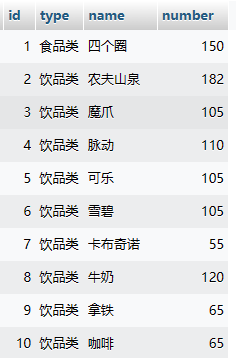 id type name number
1 食品类 四个圈 150
2 饮品类 农夫山泉 182
3 饮品类 魔爪 105
4 饮品类 脉动 110
5 饮品类 可乐 105
6 饮品类 雪碧 105
7 饮品类 卡布奇诺 55
8 饮品类 牛奶 120
9 饮品类 拿铁 65
10 饮品类 咖啡 65